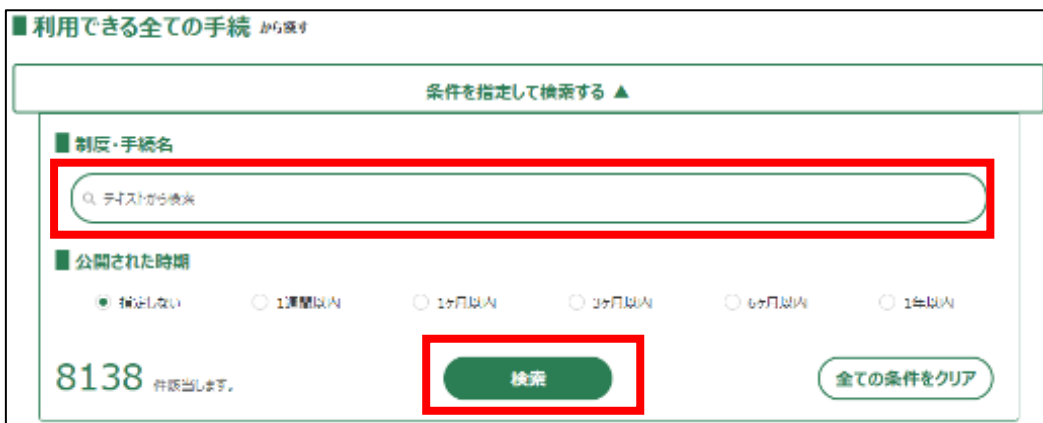 ■利用できる全ての手続 から探す
条件を指定して検索する ▲
■ 制度・手続名
テキストから検索
■ 公開された時期
指定しない 1週間以内 1ヶ月以内 3ヶ月以内 6ヶ月以内 1年以内
8138 件該当します。 検索 全ての条件をクリア